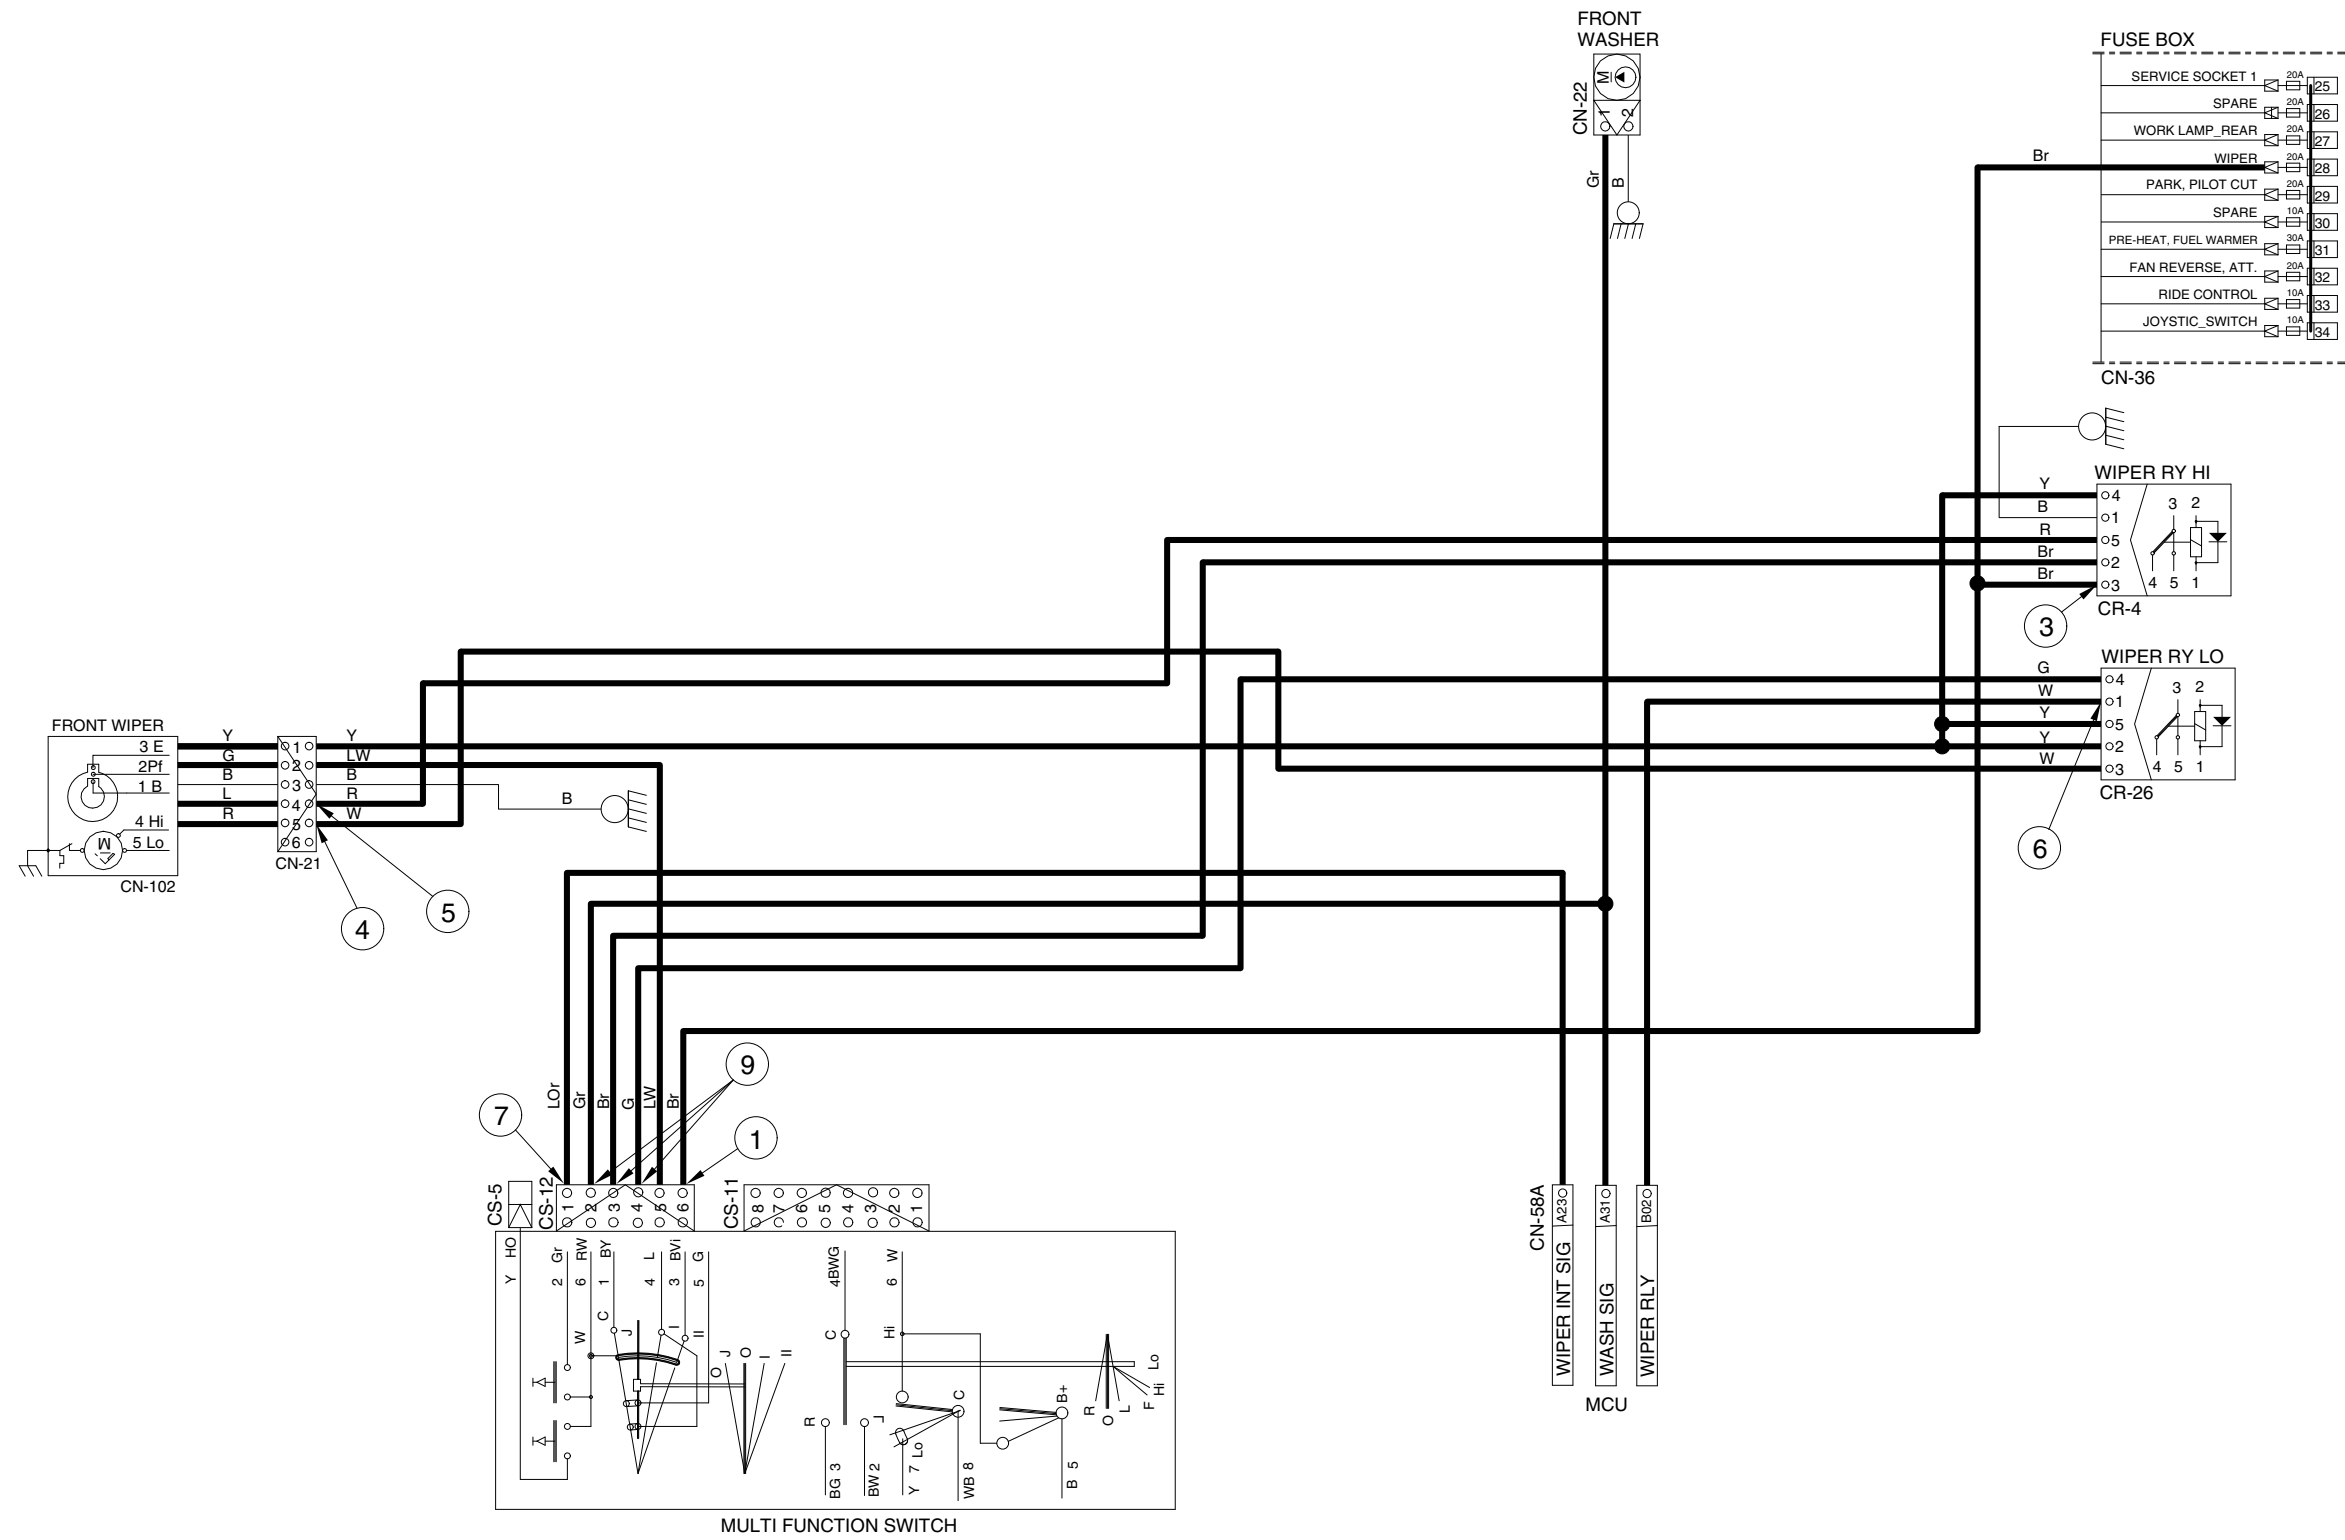 FRONT
WASHER
M
CN-22
1
2
Gr
B
FUSE BOX
SERVICE SOCKET 1 20A 25
SPARE 20A 26
WORK LAMP_REAR 20A 27
Br WIPER 20A 28
PARK, PILOT CUT 20A 29
SPARE 10A 30
PRE-HEAT, FUEL WARMER 30A 31
FAN REVERSE, ATT. 20A 32
RIDE CONTROL 10A 33
JOYSTIC_SWITCH 10A 34
CN-36
WIPER RY HI
Y 4
B 1
R 5
Br 2
Br 3
3 2
4 5 1
CR-4
3
WIPER RY LO
G 4
W 1
Y 5
Y 2
W 3
3 2
4 5 1
CR-26
6
FRONT WIPER
3 E Y 1 Y
2Pf G 2 LW
1 B B 3 B
L 4 R
R 5 W
4 Hi
5 Lo 6
M
CN-21
CN-102
B
5
4
9
7
1
LOr
Gr
Br
G
LW
Br
CS-5
CS-12
1 2 3 4 5 6
CS-11
8 7 6 5 4 3 2 1
Y HO
2 Gr
6 RW
1 BY
4 L
3 BVi
5 G
4BWG
6 W
C
J
I
II
W
O
J
O
I
II
C
Hi
R
L
Lo
C
B+
R
O
L
F
Hi
Lo
BG 3
BW 2
Y 7
WB 8
B 5
MULTI FUNCTION SWITCH
CN-58A
A23
A31
B02
WIPER INT SIG
WASH SIG
WIPER RLY
MCU